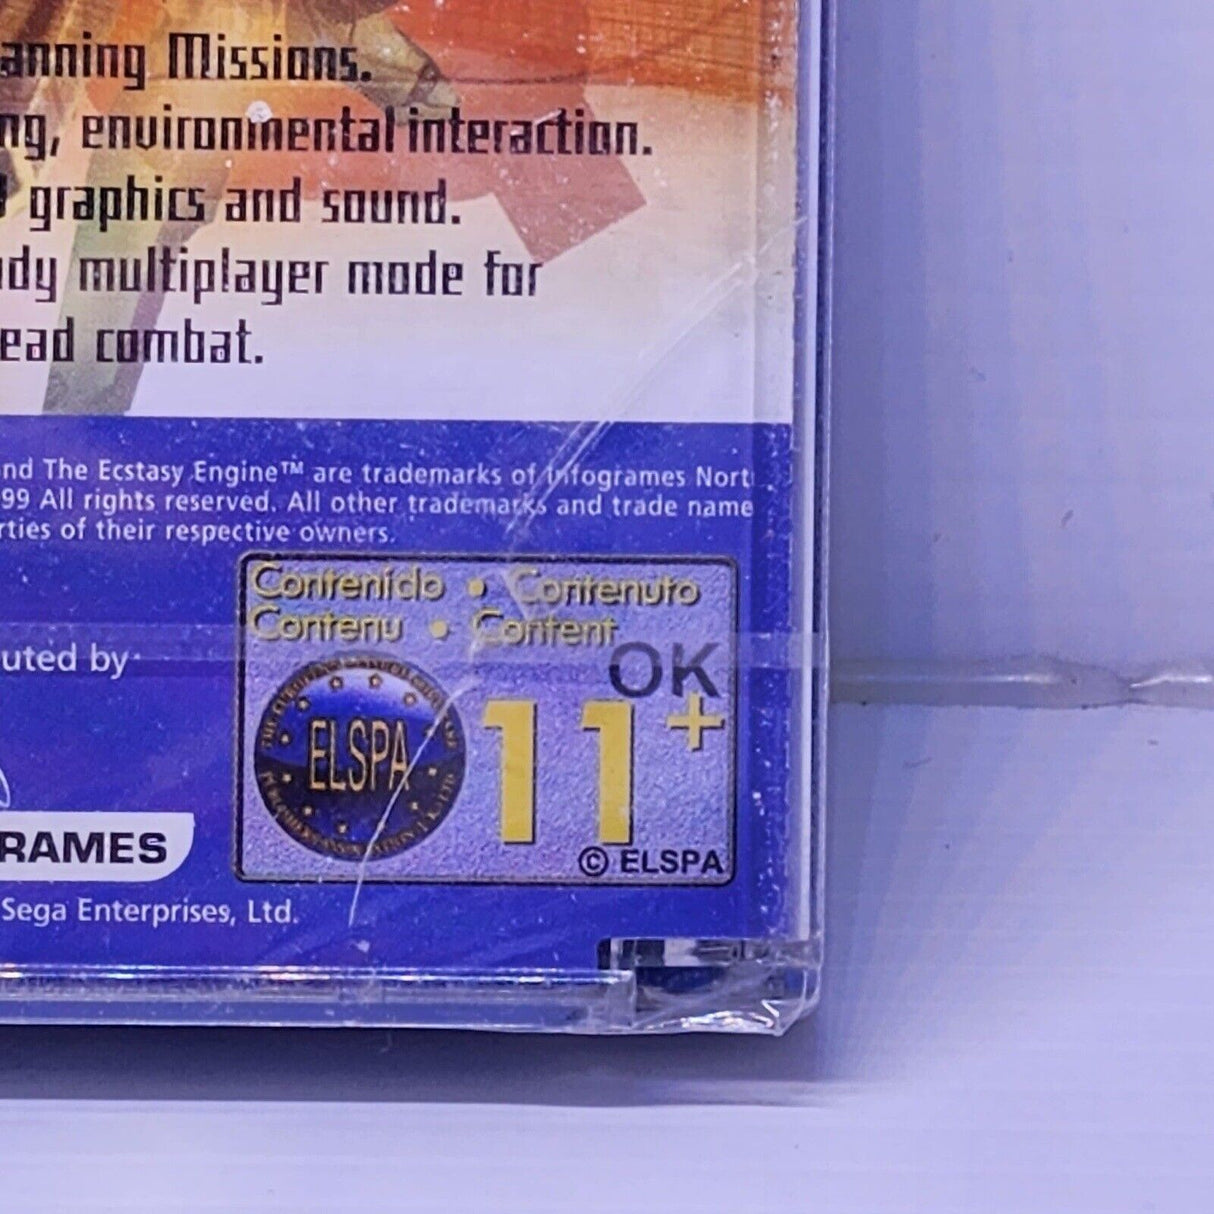 anning Missions.
ng, environmental interaction.
graphics and sound.
dy multiplayer mode for
ead combat.
nd The Ecstasy Engine™ are trademarks of Infogrames Nort
99 All rights reserved. All other trademarks and trade name
rties of their respective owners.
Contenido • Contenuto
Contenu • Content
uted by
OK
11+
ELSPA
© ELSPA
RAMES
Sega Enterprises, Ltd.